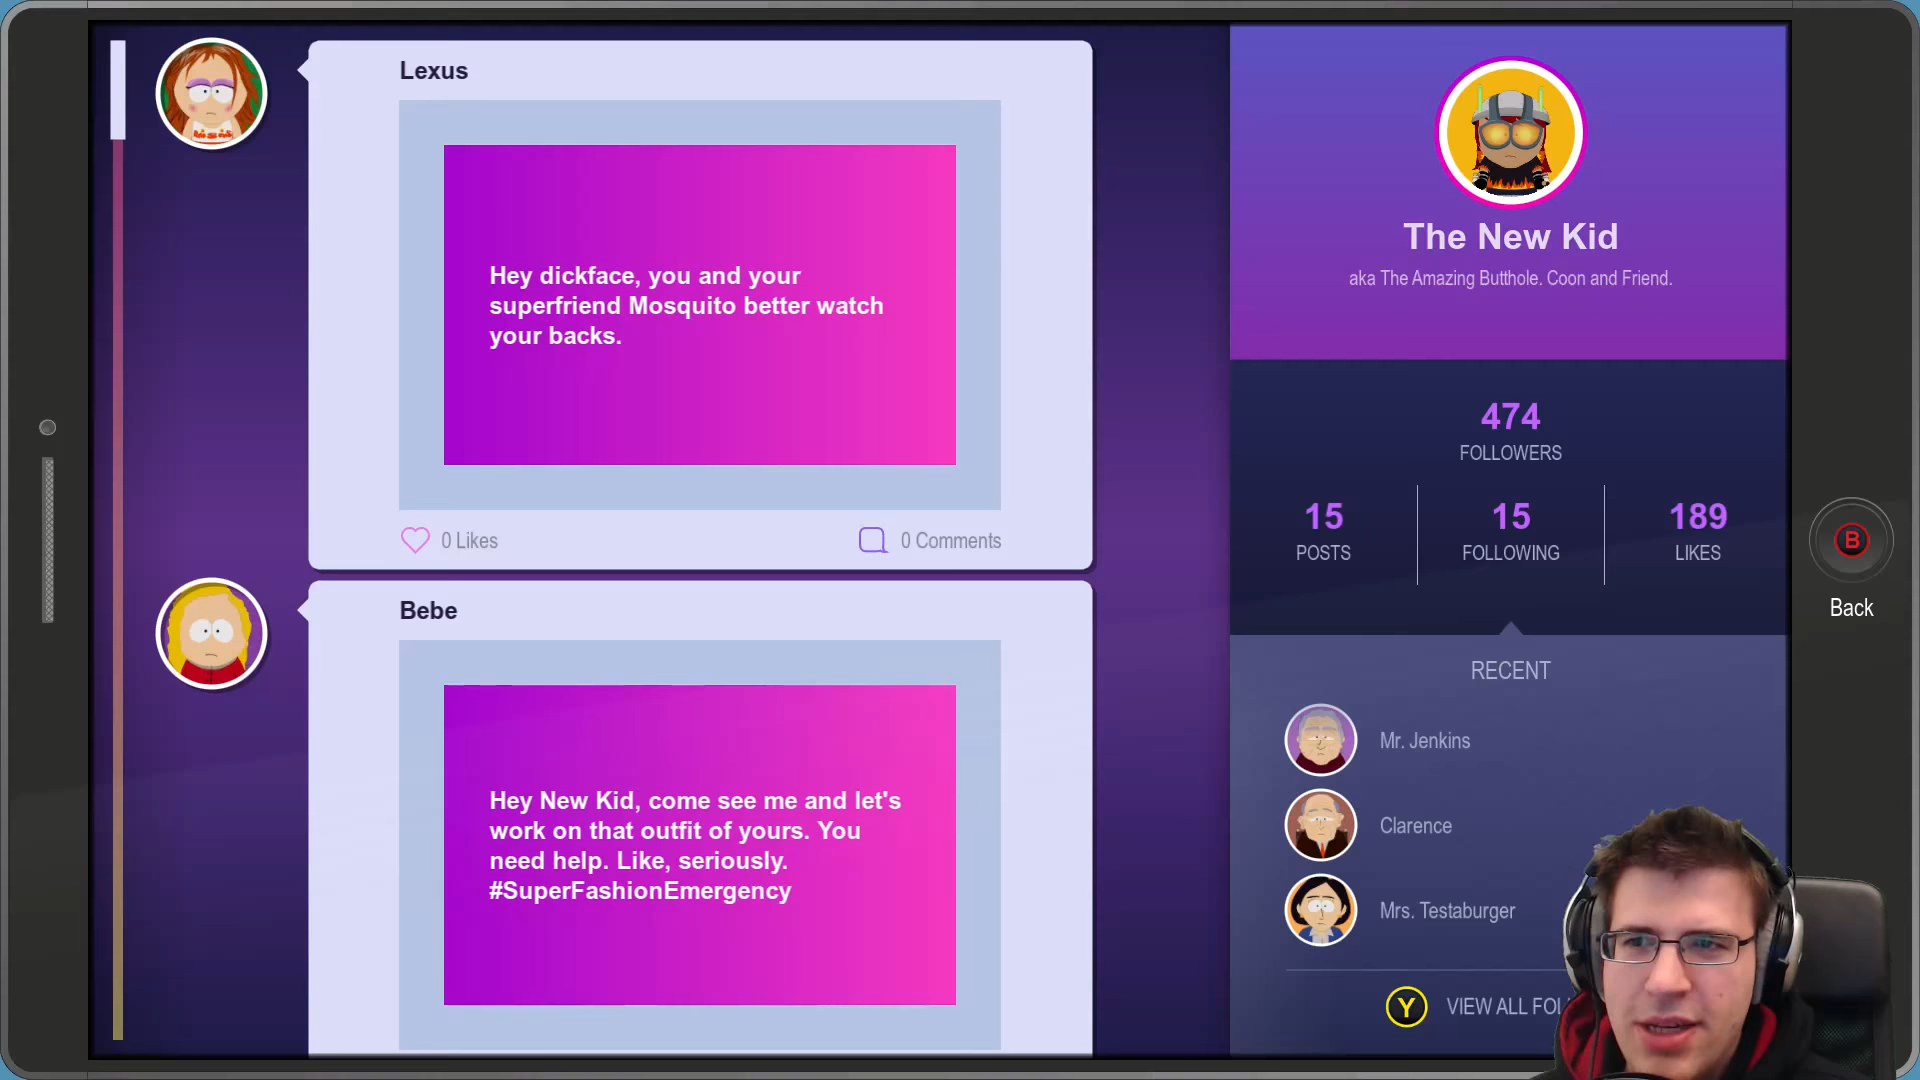 Lexus
Hey dickface, you and your
superfriend Mosquito better watch
your backs.
0 Likes
0 Comments
Bebe
Hey New Kid, come see me and let's
work on that outfit of yours. You
need help. Like, seriously.
#SuperFashionEmergency
The New Kid
aka The Amazing Butthole. Coon and Friend.
474
FOLLOWERS
15
POSTS
15
FOLLOWING
189
LIKES
RECENT
Mr. Jenkins
Clarence
Mrs. Testaburger
Y VIEW ALL
B
Back